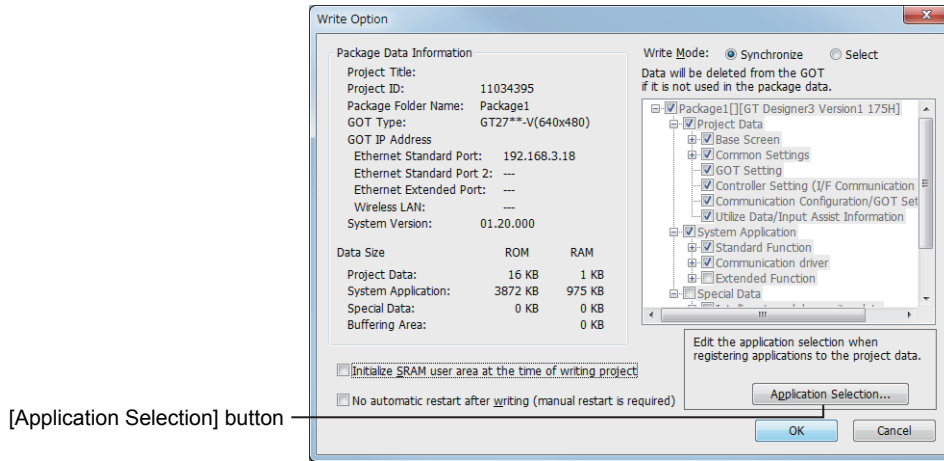 Write Option
Package Data Information
Project Title:
Project ID: 11034395
Package Folder Name: Package1
GOT Type: GT27**-V(640x480)
GOT IP Address
Ethernet Standard Port: 192.168.3.18
Ethernet Standard Port 2: ---
Ethernet Extended Port: ---
Wireless LAN: ---
System Version: 01.20.000
Data Size ROM RAM
Project Data: 16 KB 1 KB
System Application: 3872 KB 975 KB
Special Data: 0 KB 0 KB
Buffering Area: 0 KB
Initialize SRAM user area at the time of writing project
No automatic restart after writing (manual restart is required)
Write Mode: Synchronize Select
Data will be deleted from the GOT
if it is not used in the package data.
Package1[][GT Designer3 Version1 175H]
Project Data
Base Screen
Common Settings
GOT Setting
Controller Setting (I/F Communication
Communication Configuration/GOT Set
Utilize Data/Input Assist Information
System Application
Standard Function
Communication driver
Extended Function
Special Data
Edit the application selection when
registering applications to the project data.
Application Selection...
OK Cancel
[Application Selection] button